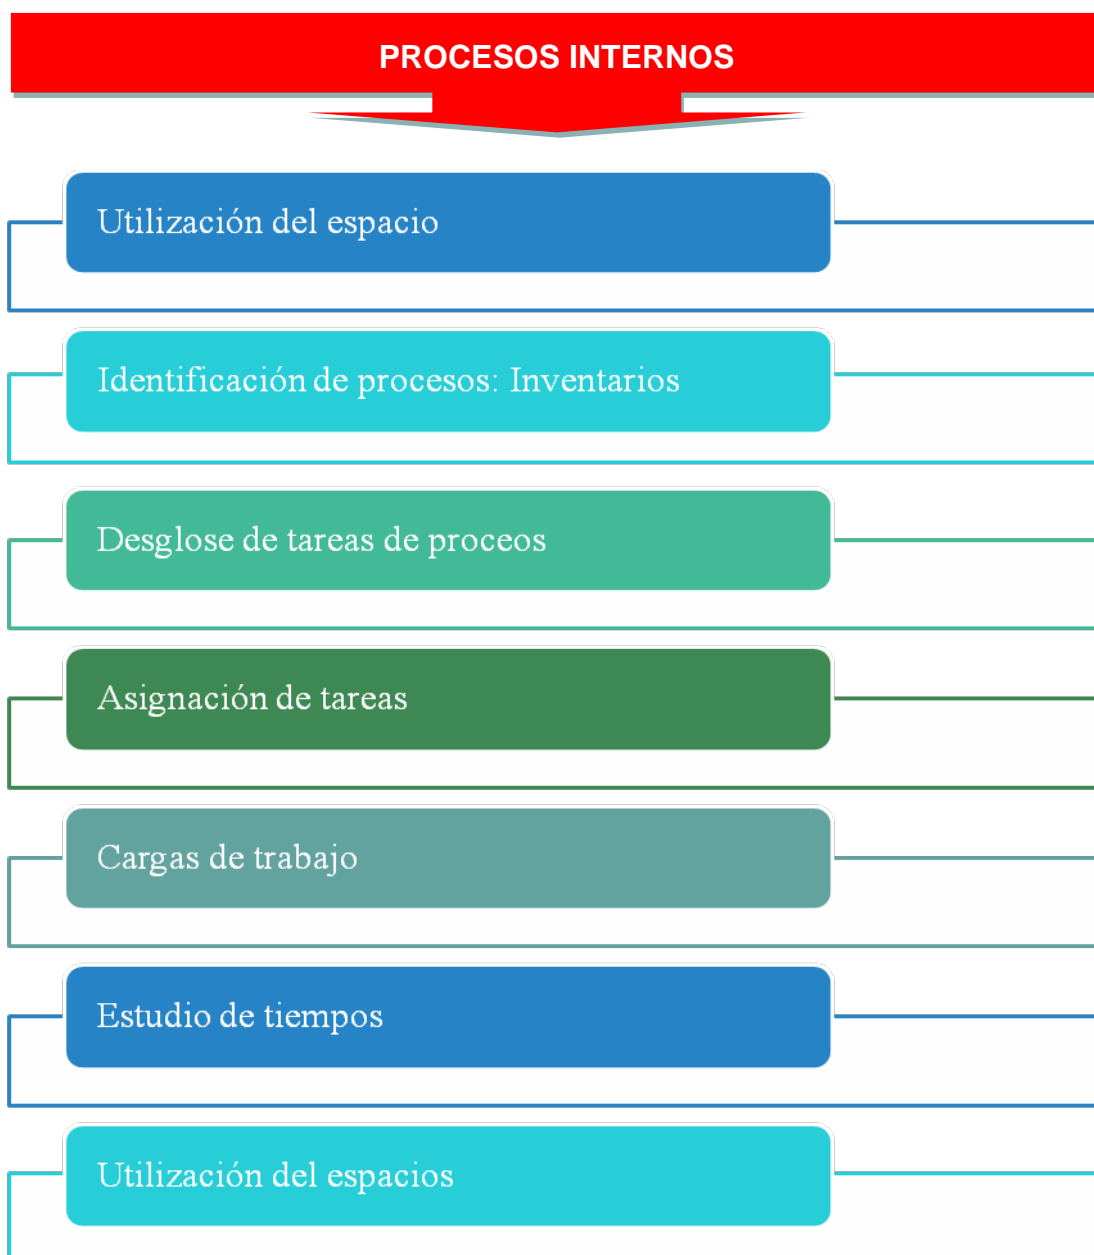 PROCESOS INTERNOS
Utilización del espacio
Identificación de procesos: Inventarios
Desglose de tareas de proceos
Asignación de tareas
Cargas de trabajo
Estudio de tiempos
Utilización del espacios